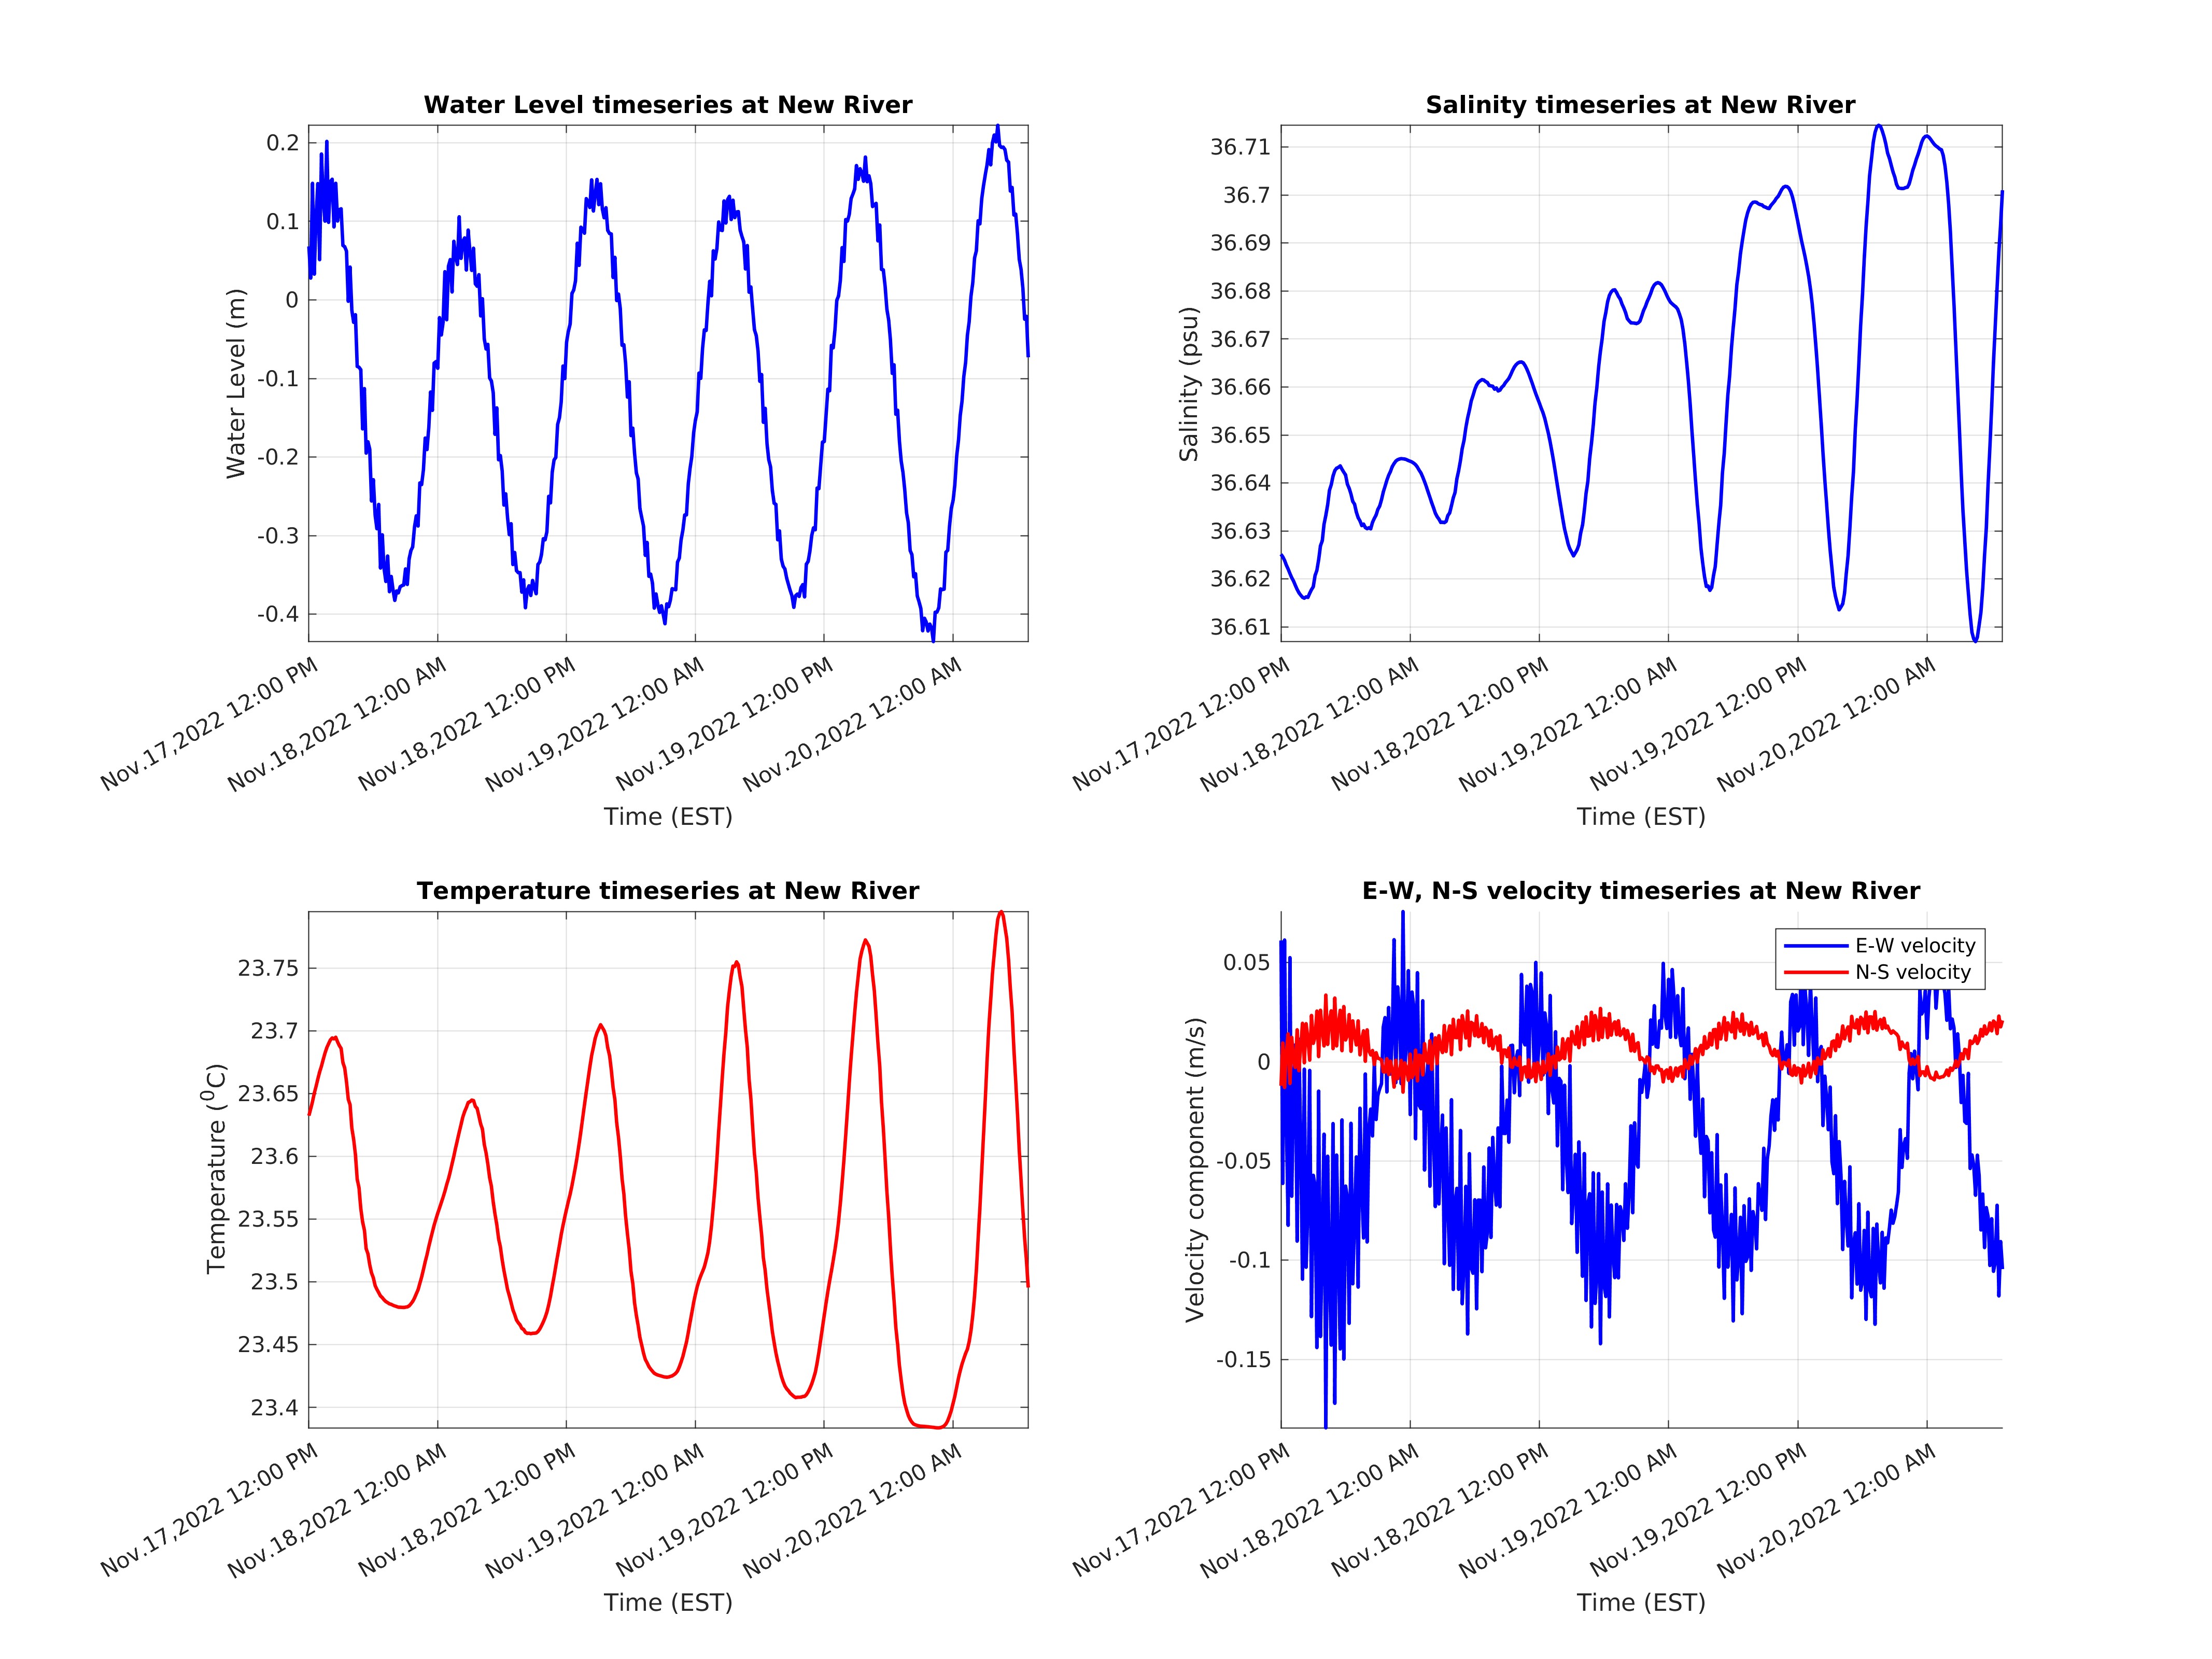 Water Level timeseries at New River
0.2
0.1
0
-0.1
-0.2
-0.3
-0.4
Water Level (m)
Nov.17,2022 12:00 PM
Nov.18,2022 12:00 AM
Nov.18,2022 12:00 PM
Nov.19,2022 12:00 AM
Nov.19,2022 12:00 PM
Nov.20,2022 12:00 AM
Time (EST)
Salinity timeseries at New River
36.71
36.7
36.69
36.68
36.67
36.66
36.65
36.64
36.63
36.62
36.61
Salinity (psu)
Nov.17,2022 12:00 PM
Nov.18,2022 12:00 AM
Nov.18,2022 12:00 PM
Nov.19,2022 12:00 AM
Nov.19,2022 12:00 PM
Nov.20,2022 12:00 AM
Time (EST)
Temperature timeseries at New River
23.75
23.7
23.65
23.6
23.55
23.5
23.45
23.4
Temperature (⁰C)
Nov.17,2022 12:00 PM
Nov.18,2022 12:00 AM
Nov.18,2022 12:00 PM
Nov.19,2022 12:00 AM
Nov.19,2022 12:00 PM
Nov.20,2022 12:00 AM
Time (EST)
E-W, N-S velocity timeseries at New River
E-W velocity
N-S velocity
0.05
0
-0.05
-0.1
-0.15
Velocity component (m/s)
Nov.17,2022 12:00 PM
Nov.18,2022 12:00 AM
Nov.18,2022 12:00 PM
Nov.19,2022 12:00 AM
Nov.19,2022 12:00 PM
Nov.20,2022 12:00 AM
Time (EST)